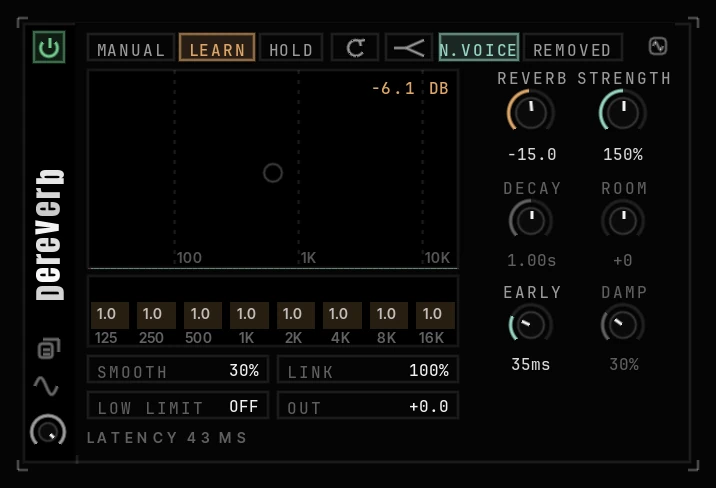 MANUAL LEARN HOLD N.VOICE REMOVED
-6.1 DB
REVERB STRENGTH
-15.0 150%
DECAY ROOM
1.00s +0
EARLY DAMP
35ms 30%
Dereverb
100 1K 10K
1.0 1.0 1.0 1.0 1.0 1.0 1.0 1.0
125 250 500 1K 2K 4K 8K 16K
SMOOTH 30% LINK 100%
LOW LIMIT OFF OUT +0.0
LATENCY 43 MS